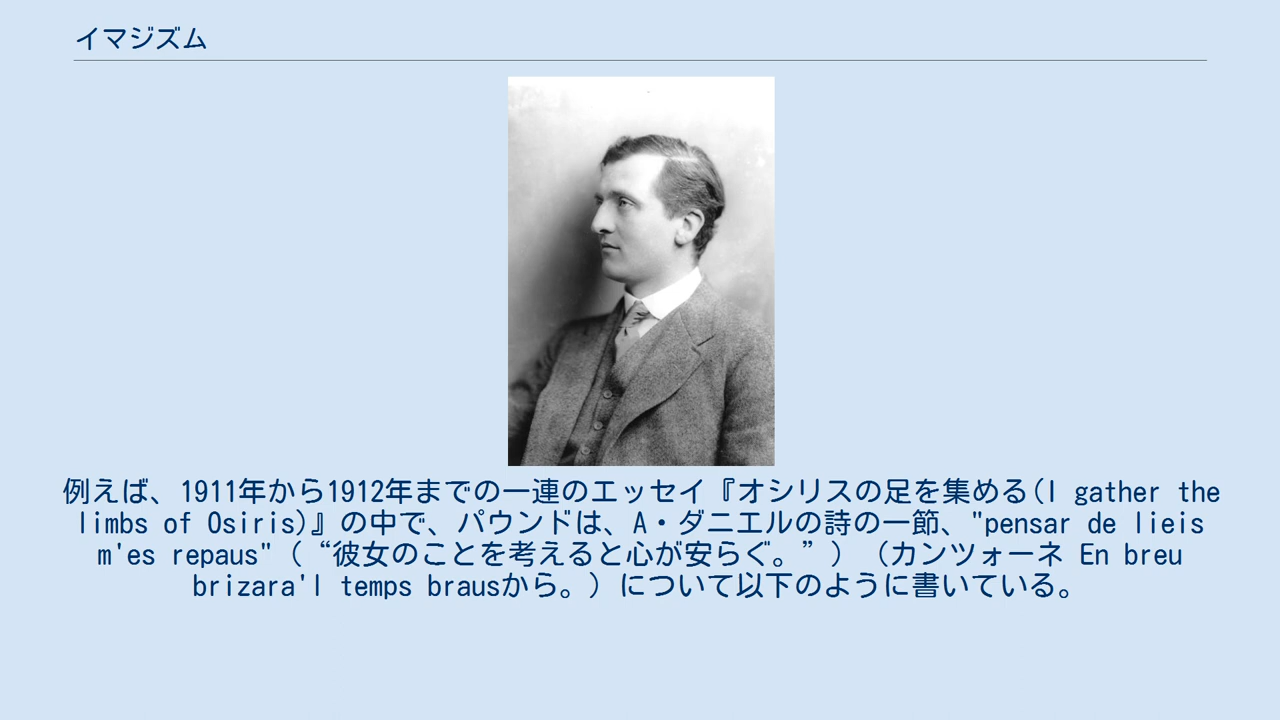 イマジズム
例えば、1911年から1912年までの一連のエッセイ『オシリスの足を集める(I gather the
limbs of Osiris)』の中で、パウンドは、A・ダニエルの詩の一節、"pensar de lieis
m'es repaus"（“彼女のことを考えると心が安らぐ。”）（カンツォーネ En breu
brizara'l temps brausから。）について以下のように書いている。